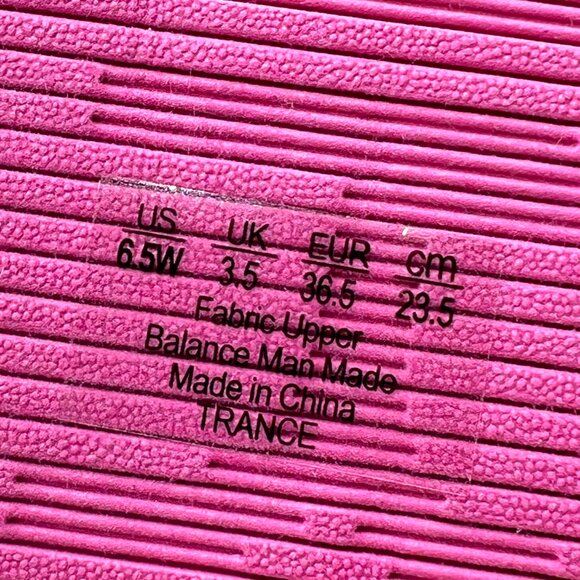 US UK EUR cm
6.5W 3.5 36.5 23.5
Fabric Upper
Balance Man Made
Made in China
TRANCE